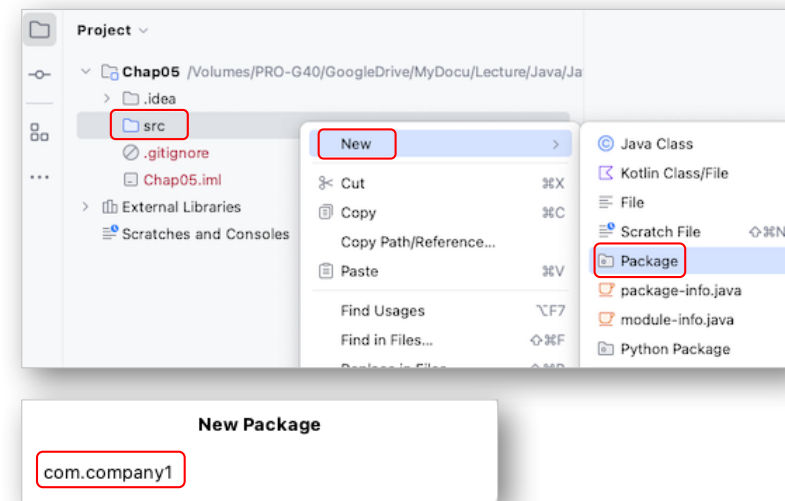 Project
Chap05 /Volumes/PRO-G40/GoogleDrive/MyDocu/Lecture/Java/Ja
.idea
src
.gitignore
Chap05.iml
External Libraries
Scratches and Consoles
New
Cut ⌘X
Copy ⌘C
Copy Path/Reference...
Paste ⌘V
Find Usages ⌥F7
Find in Files... ⇧⌘F
Java Class
Kotlin Class/File
File
Scratch File ⇧⌘N
Package
package-info.java
module-info.java
Python Package
New Package
com.company1